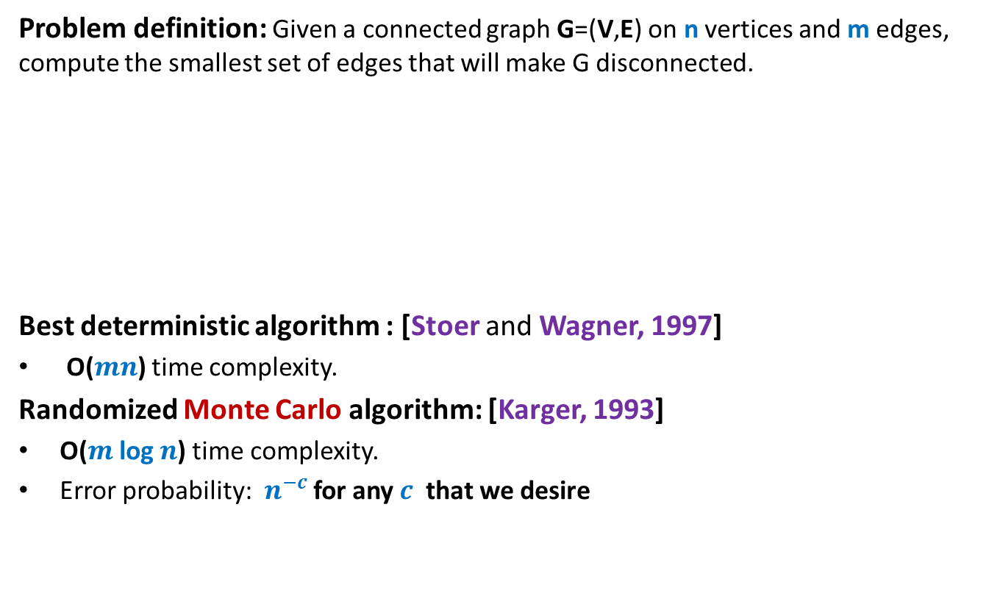 Problem definition: Given a connected graph G=(V,E) on n vertices and m edges,
compute the smallest set of edges that will make G disconnected.
Best deterministic algorithm : [Stoer and Wagner, 1997]
• O(mn) time complexity.
Randomized Monte Carlo algorithm: [Karger, 1993]
• O(m log n) time complexity.
• Error probability: n⁻ᶜ for any c that we desire